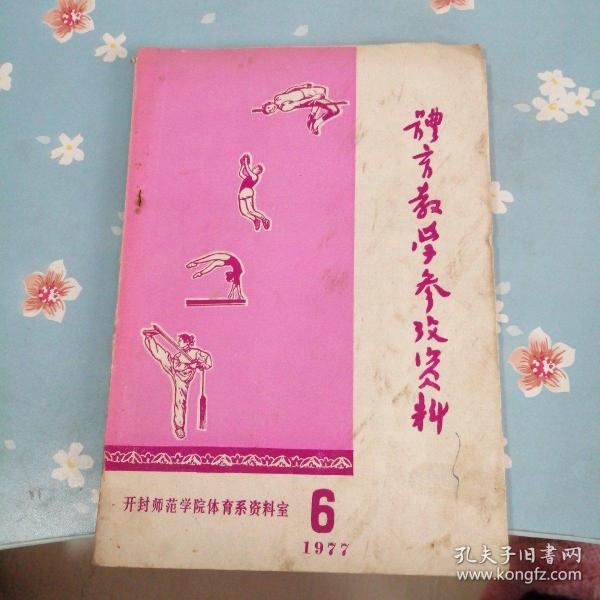 體育教学参考资料
开封师范学院体育系资料室
6
1977
孔夫子旧书网
www.kongfz.com